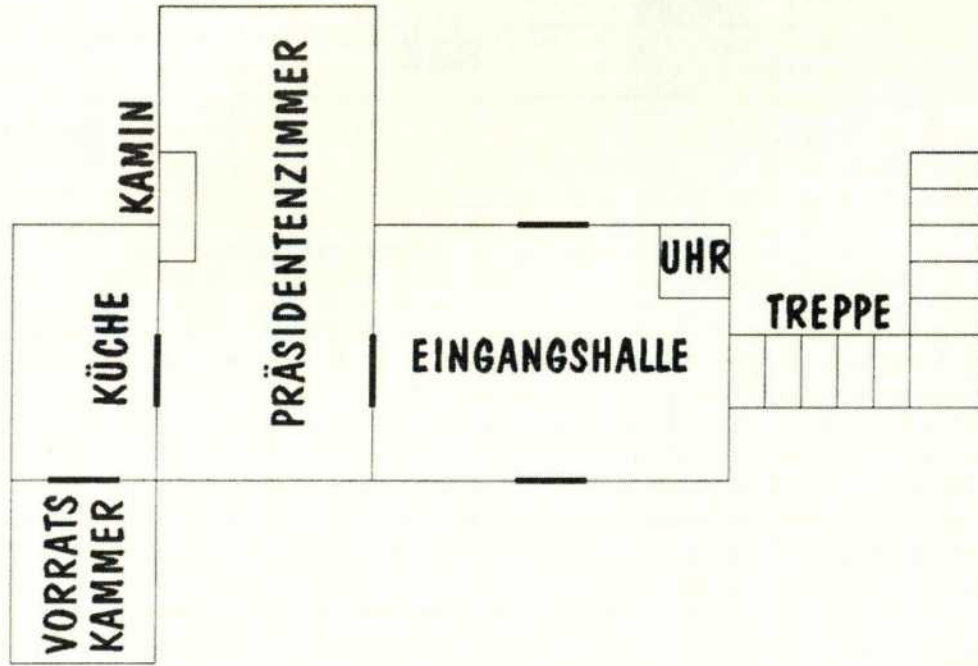 KAMIN
PRÄSIDENTENZIMMER
UHR
TREPPE
KÜCHE
EINGANGSHALLE
VORRATS
KAMMER